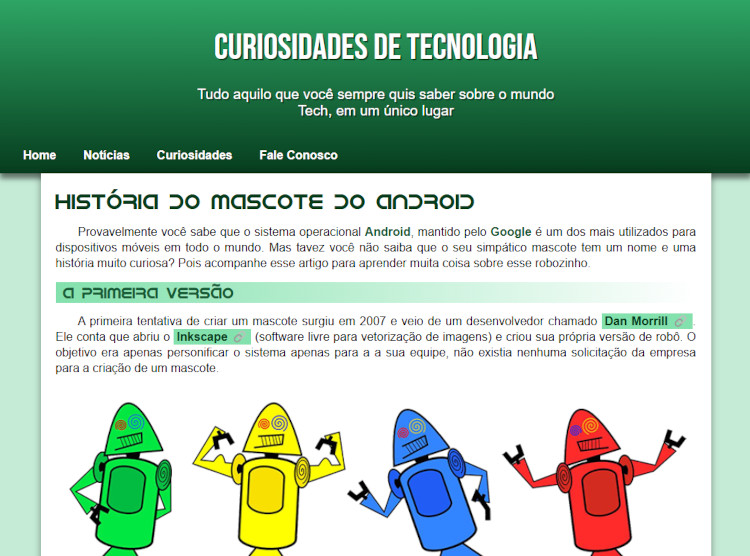 CURIOSIDADES DE TECNOLOGIA
Tudo aquilo que você sempre quis saber sobre o mundo
Tech, em um único lugar
Home Notícias Curiosidades Fale Conosco
História do Mascote do Android
Provavelmente você sabe que o sistema operacional Android, mantido pelo Google é um dos mais utilizados para
dispositivos móveis em todo o mundo. Mas tavez você não saiba que o seu simpático mascote tem um nome e uma
história muito curiosa? Pois acompanhe esse artigo para aprender muita coisa sobre esse robozinho.
A primeira versão
A primeira tentativa de criar um mascote surgiu em 2007 e veio de um desenvolvedor chamado Dan Morrill .
Ele conta que abriu o Inkscape (software livre para vetorização de imagens) e criou sua própria versão de robô. O
objetivo era apenas personificar o sistema apenas para a a sua equipe, não existia nenhuma solicitação da empresa
para a criação de um mascote.